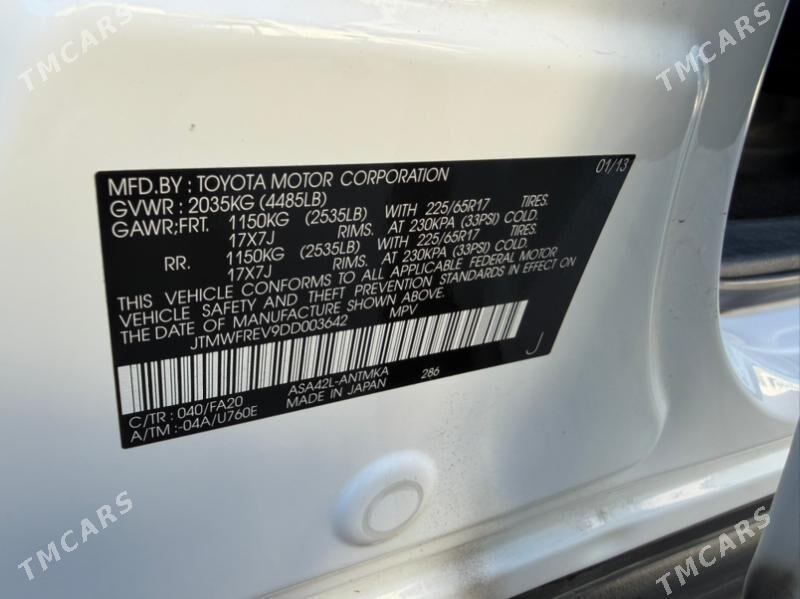 TMCARS
TMCARS
01/13
MFD.BY : TOYOTA MOTOR CORPORATION
GVWR : 2035KG (4485LB)
GAWR;FRT. 1150KG (2535LB) WITH 225/65R17 TIRES.
17X7J RIMS. AT 230KPA (33PSI) COLD.
RR. 1150KG (2535LB) WITH 225/65R17 TIRES.
17X7J RIMS. AT 230KPA (33PSI) COLD.
THIS VEHICLE CONFORMS TO ALL APPLICABLE FEDERAL MOTOR
VEHICLE SAFETY AND THEFT PREVENTION STANDARDS IN EFFECT ON
THE DATE OF MANUFACTURE SHOWN ABOVE.
JTMWFREV9DD003642 MPV
J
C/TR : 040/FA20 ASA42L-ANTMKA 286
A/TM :-04A/U760E MADE IN JAPAN
TMCARS
TMCARS